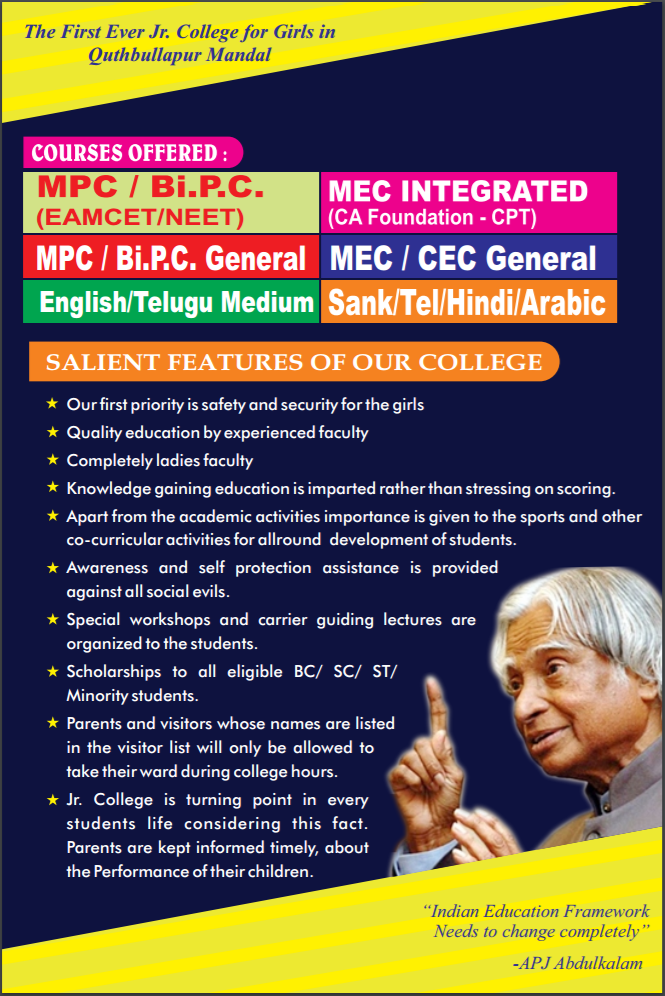 The First Ever Jr. College for Girls in
Quthbullapur Mandal
COURSES OFFERED :
MPC / Bi.P.C.
(EAMCET/NEET)
MEC INTEGRATED
(CA Foundation - CPT)
MPC / Bi.P.C. General
MEC / CEC General
English/Telugu Medium
Sank/Tel/Hindi/Arabic
SALIENT FEATURES OF OUR COLLEGE
Our first priority is safety and security for the girls
Quality education by experienced faculty
Completely ladies faculty
Knowledge gaining education is imparted rather than stressing on scoring.
Apart from the academic activities importance is given to the sports and other
co-curricular activities for allround development of students.
Awareness and self protection assistance is provided
against all social evils.
Special workshops and carrier guiding lectures are
organized to the students.
Scholarships to all eligible BC/ SC/ ST/
Minority students.
Parents and visitors whose names are listed
in the visitor list will only be allowed to
take their ward during college hours.
Jr. College is turning point in every
students life considering this fact.
Parents are kept informed timely, about
the Performance of their children.
“Indian Education Framework
Needs to change completely”
-APJ Abdulkalam